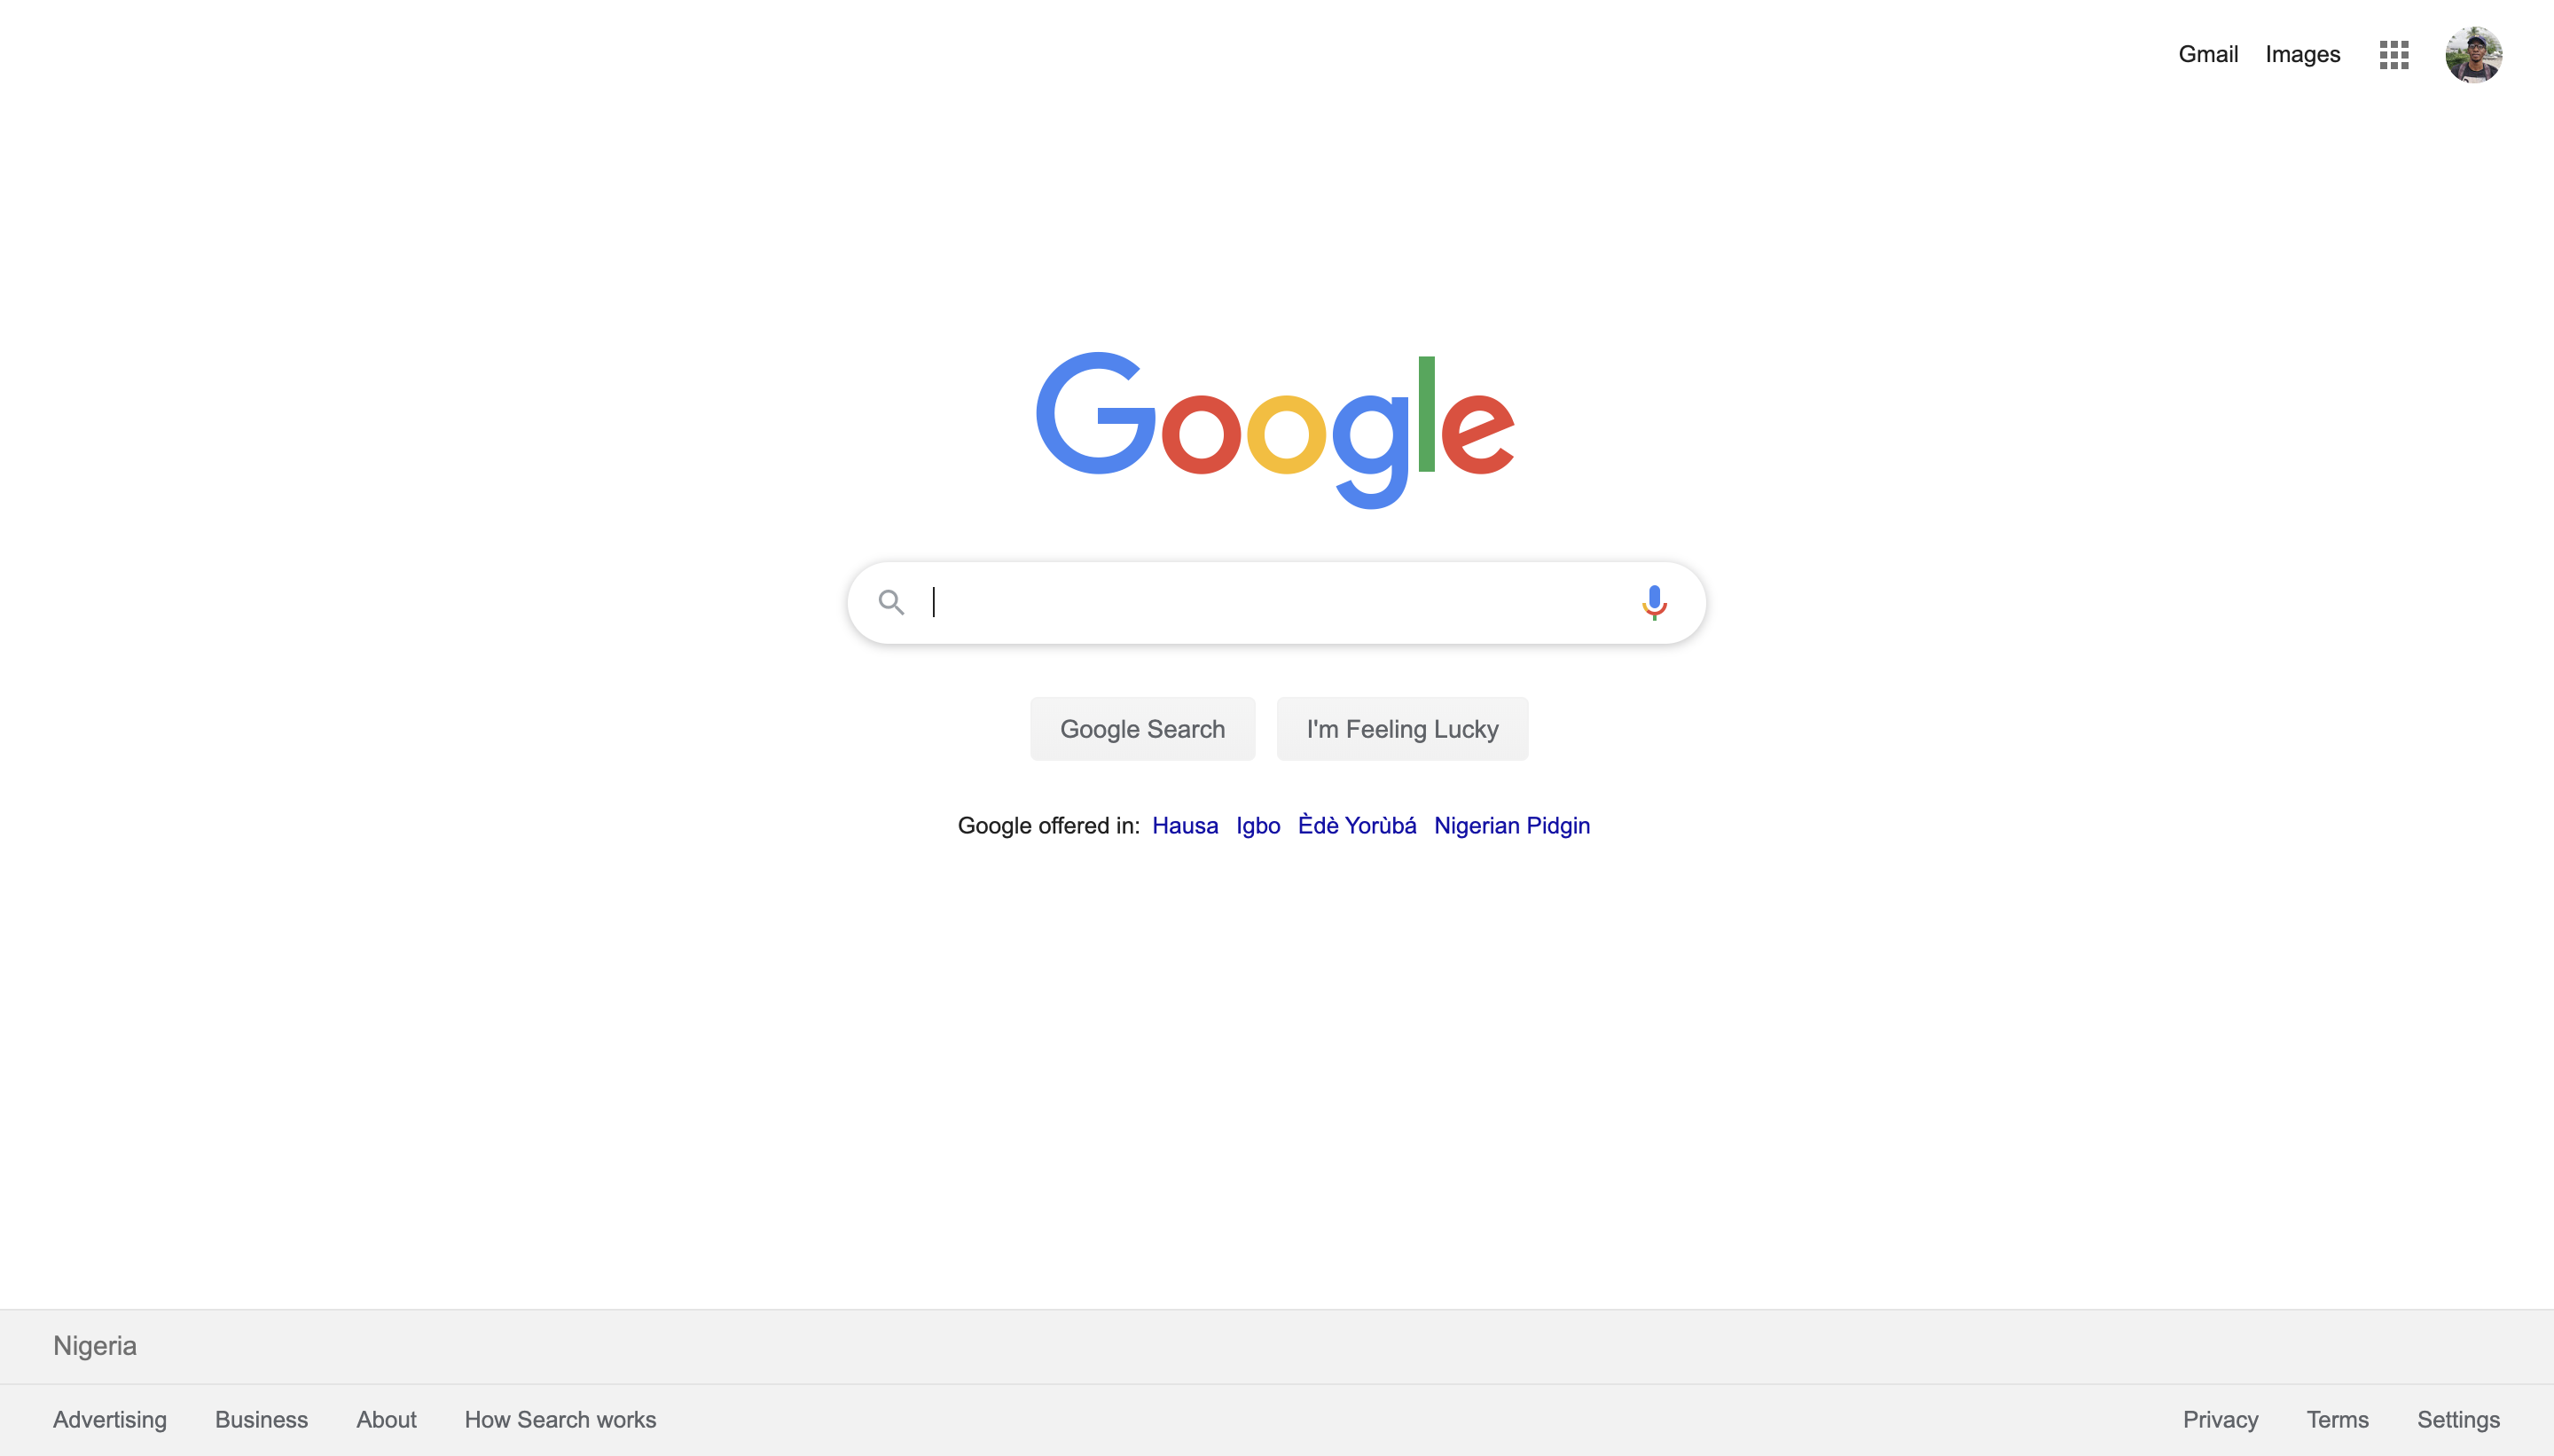 Gmail Images
Google
Google Search I'm Feeling Lucky
Google offered in: Hausa Igbo Èdè Yorùbá Nigerian Pidgin
Nigeria
Advertising Business About How Search works Privacy Terms Settings